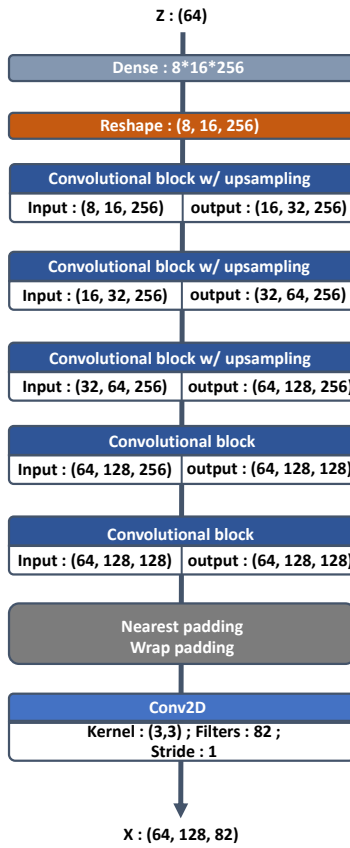 Z : (64)
Dense : 8*16*256
Reshape : (8, 16, 256)
Convolutional block w/ upsampling
Input : (8, 16, 256) output : (16, 32, 256)
Convolutional block w/ upsampling
Input : (16, 32, 256) output : (32, 64, 256)
Convolutional block w/ upsampling
Input : (32, 64, 256) output : (64, 128, 256)
Convolutional block
Input : (64, 128, 256) output : (64, 128, 128)
Convolutional block
Input : (64, 128, 128) output : (64, 128, 128)
Nearest padding
Wrap padding
Conv2D
Kernel : (3,3) ; Filters : 82 ;
Stride : 1
X : (64, 128, 82)